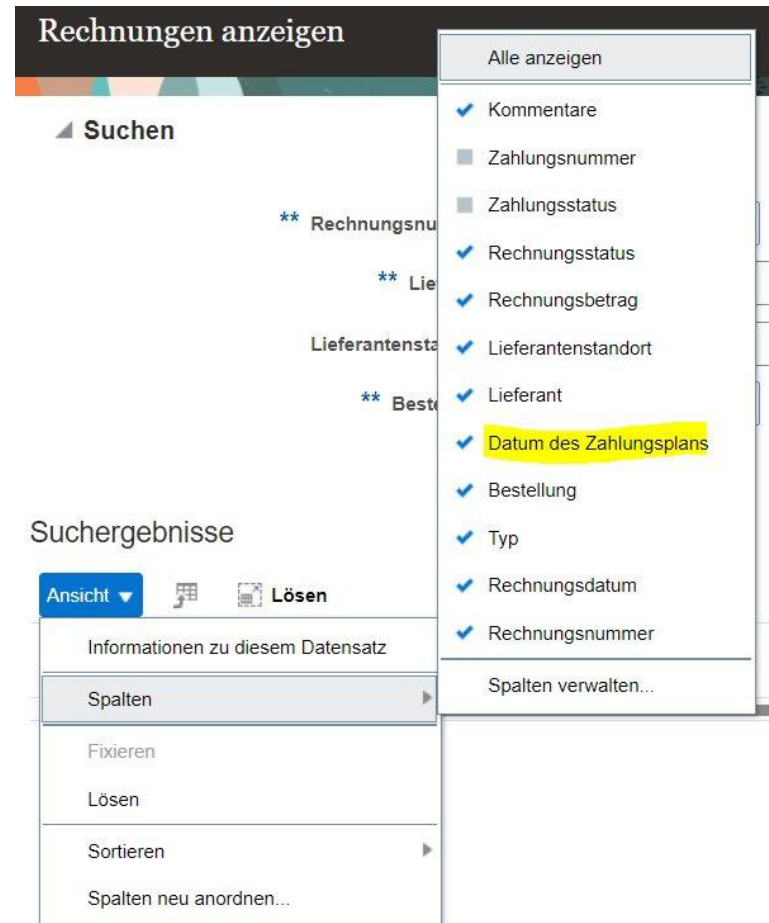 Rechnungen anzeigen
Suchen
** Rechnungsnu
** Lie
Lieferantensta
** Beste
Alle anzeigen
Kommentare
Zahlungsnummer
Zahlungsstatus
Rechnungsstatus
Rechnungsbetrag
Lieferantenstandort
Lieferant
Datum des Zahlungsplans
Bestellung
Typ
Rechnungsdatum
Rechnungsnummer
Spalten verwalten...
Suchergebnisse
Ansicht Lösen
Informationen zu diesem Datensatz
Spalten
Fixieren
Lösen
Sortieren
Spalten neu anordnen...